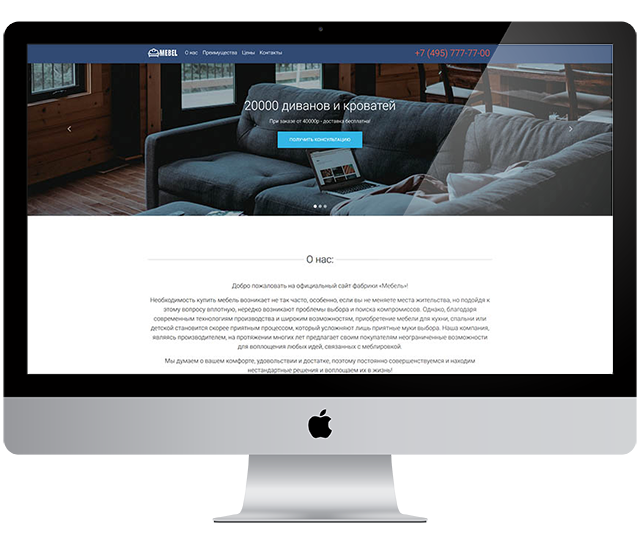 MEBEL О нас Преимущества Цены Контакты +7 (495) 777-77-00
20000 диванов и кроватей
При заказе от 40000р - доставка бесплатна!
ПОЛУЧИТЬ КОНСУЛЬТАЦИЮ
О нас:
Добро пожаловать на официальный сайт фабрики «Мебель»!
Необходимость купить мебель возникает не так часто, особенно, если вы не меняете места жительства, но подойдя к
этому вопросу вплотную, нередко возникают проблемы выбора и поиска компромиссов. Однако, благодаря
современным технологиям производства и широким возможностям, приобретение мебели для кухни, спальни или
детской становится скорее приятным процессом, который усложняют лишь приятные муки выбора. Наша компания,
являясь производителем, на протяжении многих лет предлагает своим покупателям неограниченные возможности
для воплощения любых идей, связанных с меблировкой.
Мы думаем о вашем комфорте, удовольствии и достатке, поэтому постоянно совершенствуемся и находим
нестандартные решения и воплощаем их в жизнь!